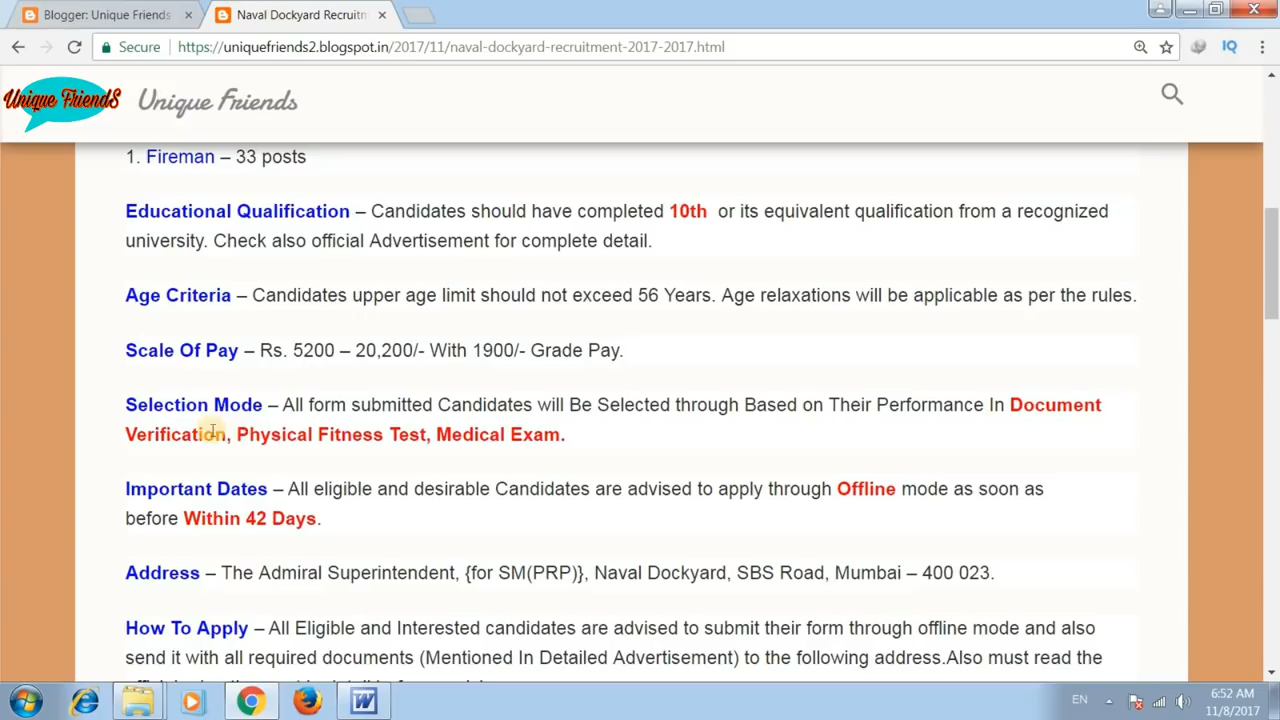 Blogger: Unique Friends
Naval Dockyard Recruitm
Secure
https://uniquefriends2.blogspot.in/2017/11/naval-dockyard-recruitment-2017-2017.html
IQ
Unique FriendS
Unique Friends
1. Fireman – 33 posts
Educational Qualification – Candidates should have completed 10th or its equivalent qualification from a recognized
university. Check also official Advertisement for complete detail.
Age Criteria – Candidates upper age limit should not exceed 56 Years. Age relaxations will be applicable as per the rules.
Scale Of Pay – Rs. 5200 – 20,200/- With 1900/- Grade Pay.
Selection Mode – All form submitted Candidates will Be Selected through Based on Their Performance In Document
Verification, Physical Fitness Test, Medical Exam.
Important Dates – All eligible and desirable Candidates are advised to apply through Offline mode as soon as
before Within 42 Days.
Address – The Admiral Superintendent, {for SM(PRP)}, Naval Dockyard, SBS Road, Mumbai – 400 023.
How To Apply – All Eligible and Interested candidates are advised to submit their form through offline mode and also
send it with all required documents (Mentioned In Detailed Advertisement) to the following address.Also must read the
EN
6:52 AM
11/8/2017